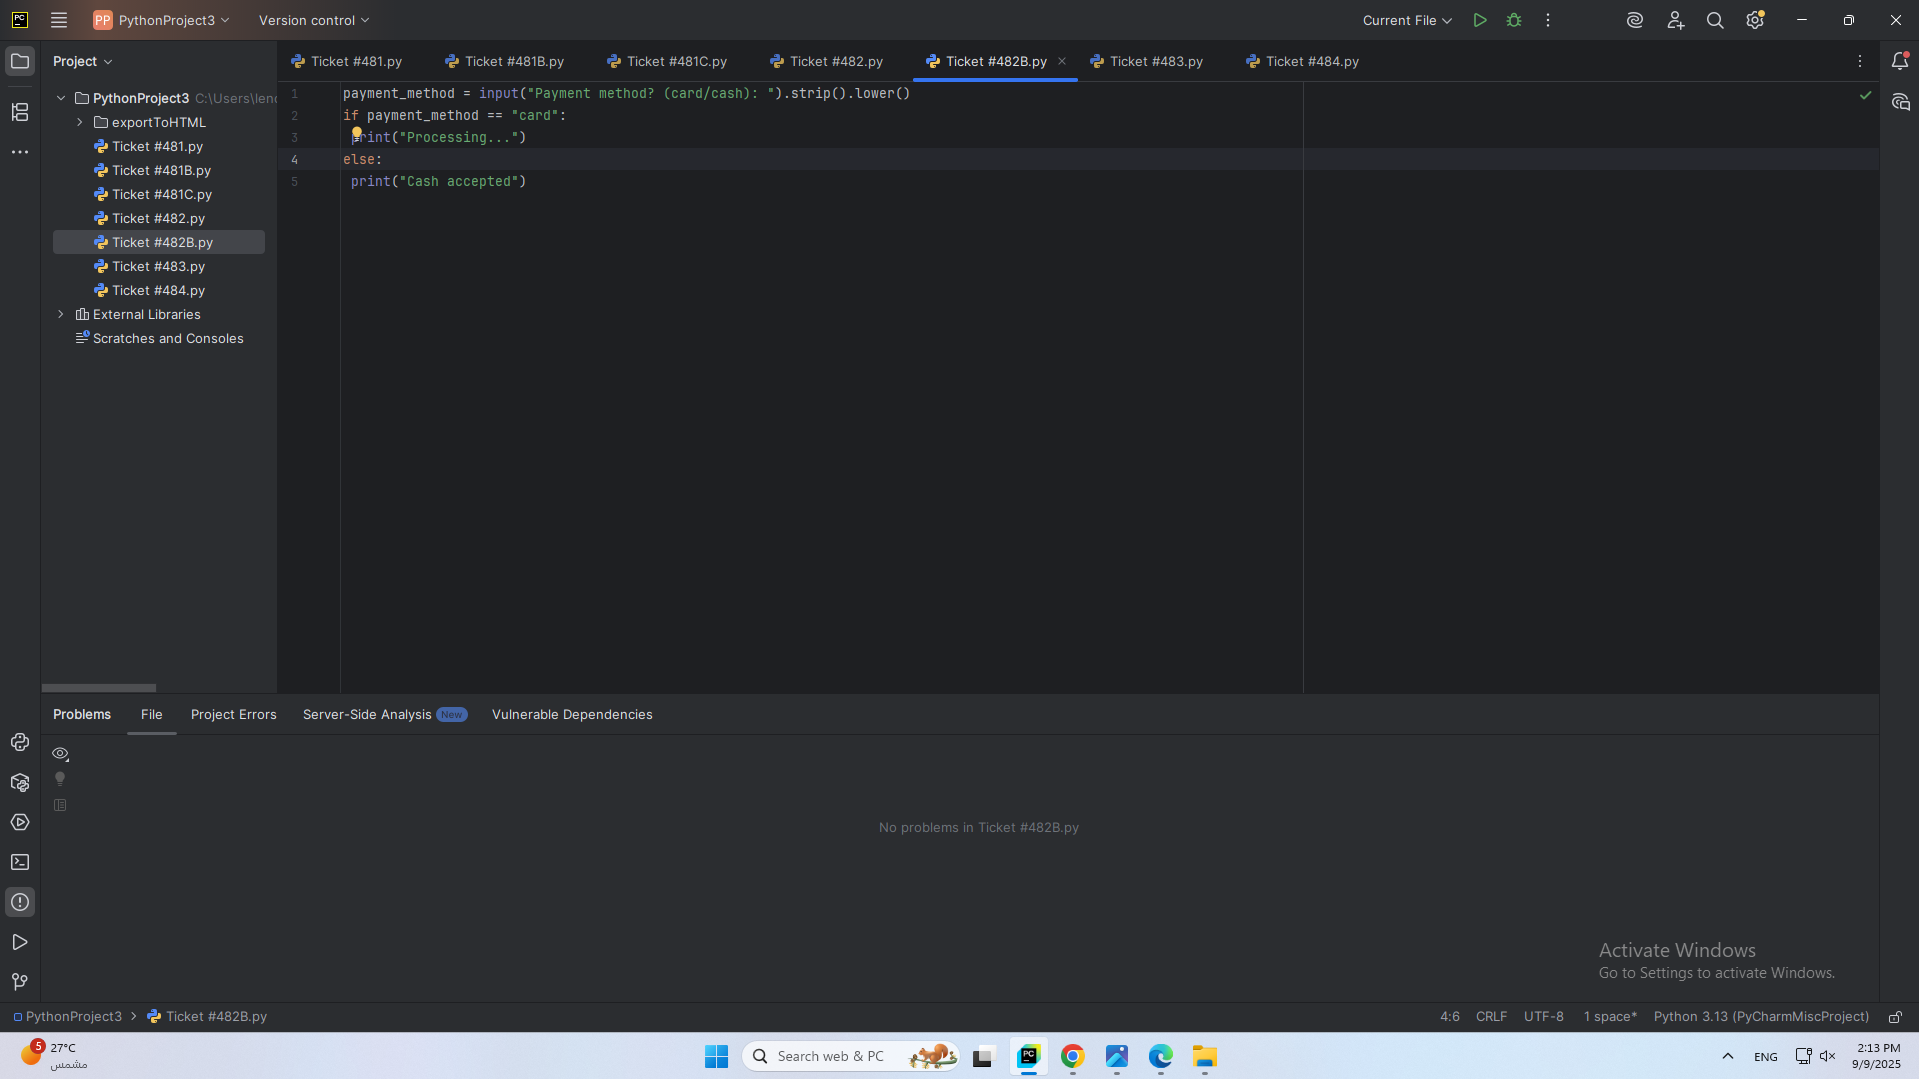 PC
PP PythonProject3
Version control
Current File
Project
Ticket #481.py
Ticket #481B.py
Ticket #481C.py
Ticket #482.py
Ticket #482B.py
Ticket #483.py
Ticket #484.py
PythonProject3 C:\Users\len
exportToHTML
Ticket #481.py
Ticket #481B.py
Ticket #481C.py
Ticket #482.py
Ticket #482B.py
Ticket #483.py
Ticket #484.py
External Libraries
Scratches and Consoles
1 payment_method = input("Payment method? (card/cash): ").strip().lower()
2 if payment_method == "card":
3 print("Processing...")
4 else:
5 print("Cash accepted")
Problems
File
Project Errors
Server-Side Analysis New
Vulnerable Dependencies
No problems in Ticket #482B.py
Activate Windows
Go to Settings to activate Windows.
PythonProject3 > Ticket #482B.py
4:6 CRLF UTF-8 1 space* Python 3.13 (PyCharmMiscProject)
5
27°C
مشمس
Search web & PC
PC
ENG
2:13 PM
9/9/2025